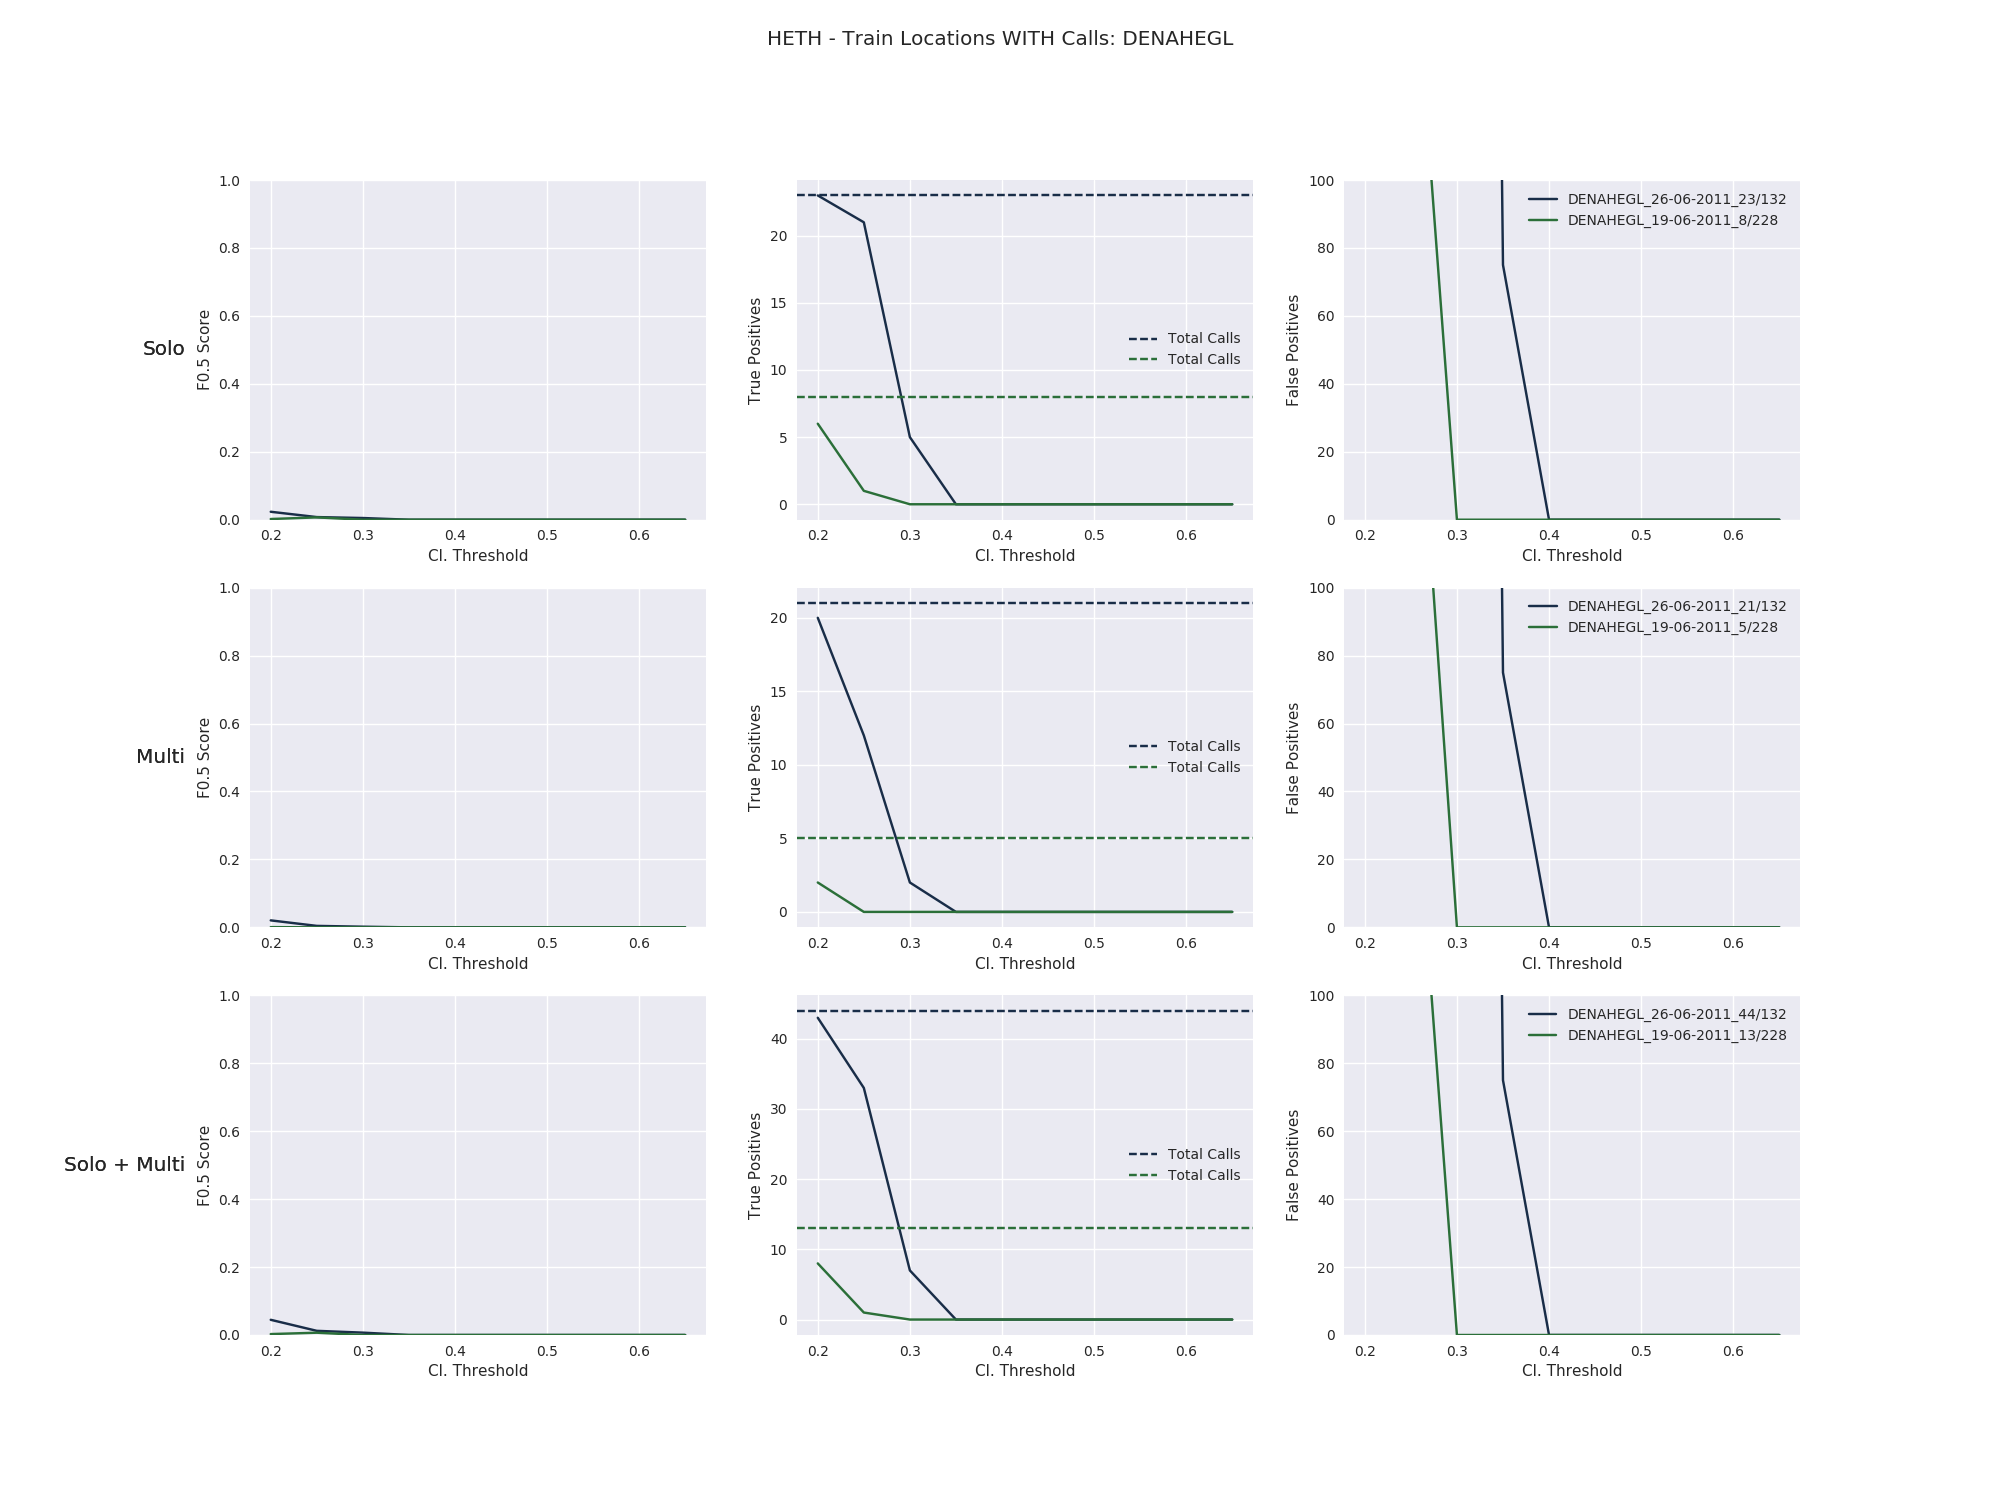 HETH - Train Locations WITH Calls: DENAHEGL
Solo
F0.5 Score
1.0
0.8
0.6
0.4
0.2
0.0
0.2 0.3 0.4 0.5 0.6
Cl. Threshold
True Positives
20
15
10
5
0
Total Calls
Total Calls
0.2 0.3 0.4 0.5 0.6
Cl. Threshold
False Positives
100
80
60
40
20
0
DENAHEGL_26-06-2011_23/132
DENAHEGL_19-06-2011_8/228
0.2 0.3 0.4 0.5 0.6
Cl. Threshold
Multi
F0.5 Score
1.0
0.8
0.6
0.4
0.2
0.0
0.2 0.3 0.4 0.5 0.6
Cl. Threshold
True Positives
20
15
10
5
0
Total Calls
Total Calls
0.2 0.3 0.4 0.5 0.6
Cl. Threshold
False Positives
100
80
60
40
20
0
DENAHEGL_26-06-2011_21/132
DENAHEGL_19-06-2011_5/228
0.2 0.3 0.4 0.5 0.6
Cl. Threshold
Solo + Multi
F0.5 Score
1.0
0.8
0.6
0.4
0.2
0.0
0.2 0.3 0.4 0.5 0.6
Cl. Threshold
True Positives
40
30
20
10
0
Total Calls
Total Calls
0.2 0.3 0.4 0.5 0.6
Cl. Threshold
False Positives
100
80
60
40
20
0
DENAHEGL_26-06-2011_44/132
DENAHEGL_19-06-2011_13/228
0.2 0.3 0.4 0.5 0.6
Cl. Threshold